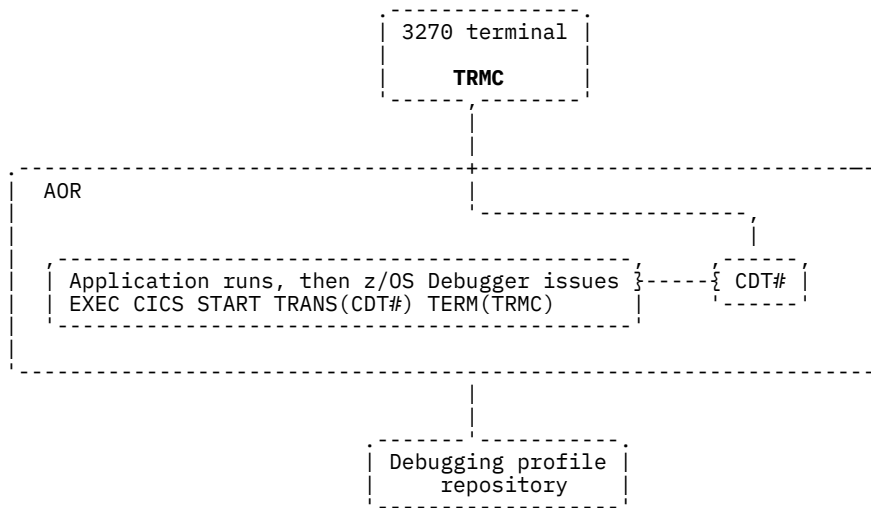 3270 terminal
TRMC
AOR
Application runs, then z/OS Debugger issues
EXEC CICS START TRANS(CDT#) TERM(TRMC)
CDT#
Debugging profile
repository